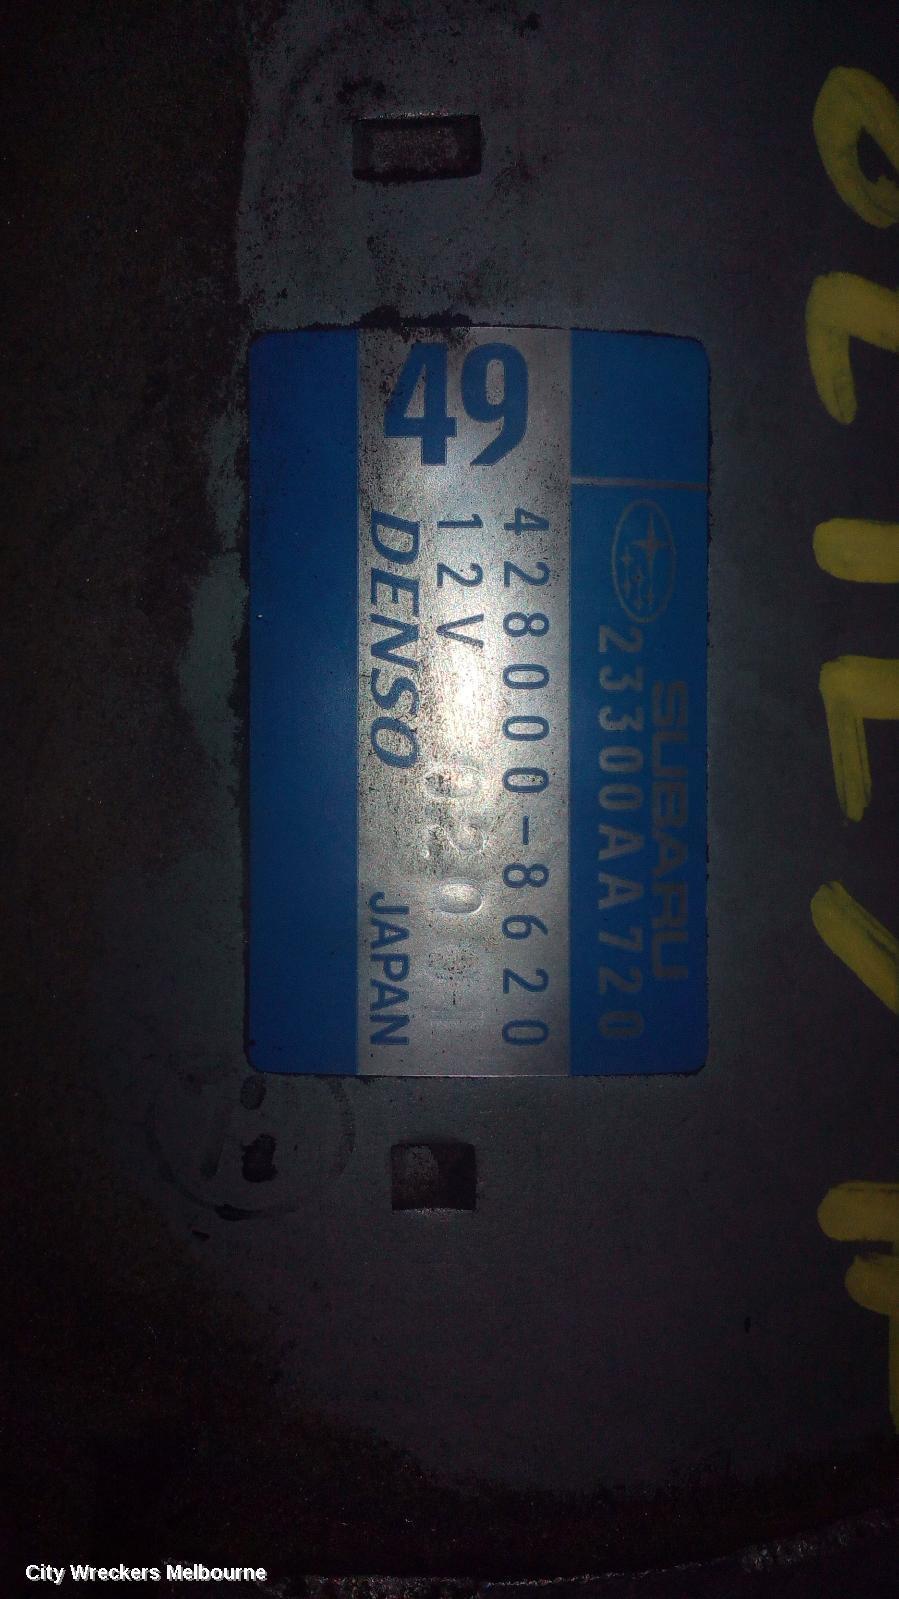 SUBARU
23300AA720
49
428000-8620
12V
DENSO JAPAN
City Wreckers Melbourne